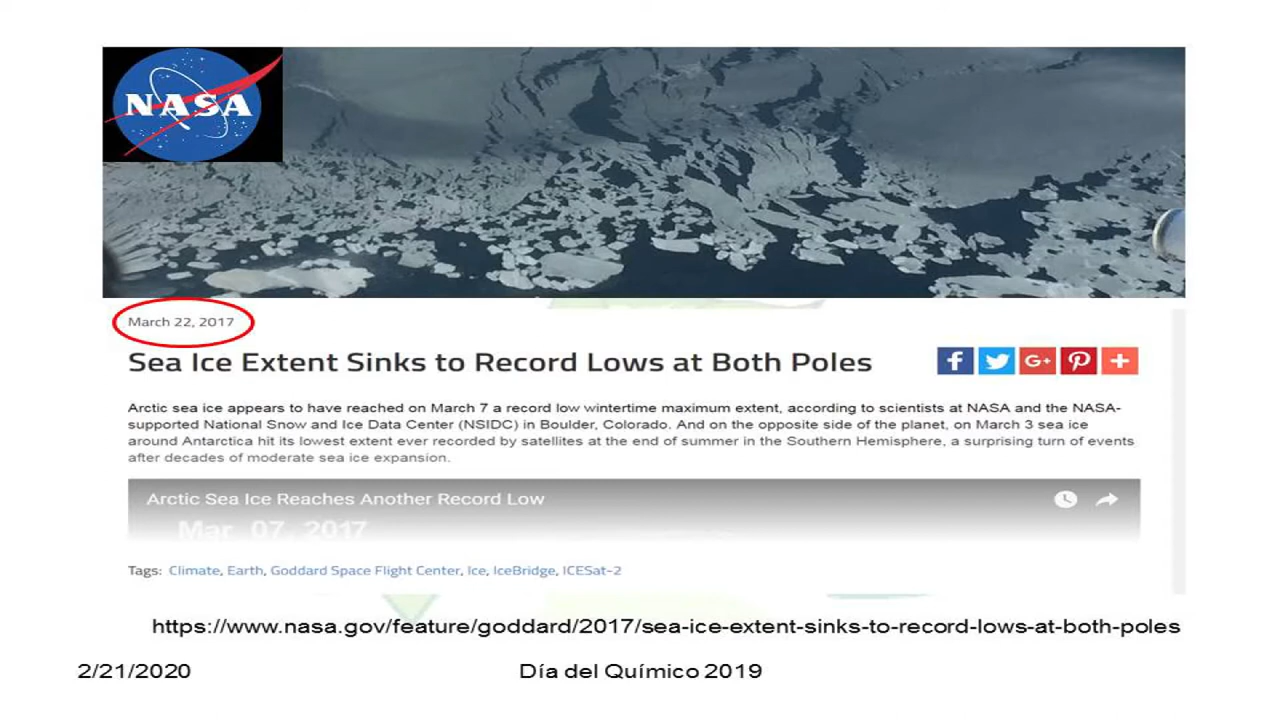 NASA
March 22, 2017
Sea Ice Extent Sinks to Record Lows at Both Poles
Arctic sea ice appears to have reached on March 7 a record low wintertime maximum extent, according to scientists at NASA and the NASA-
supported National Snow and Ice Data Center (NSIDC) in Boulder, Colorado. And on the opposite side of the planet, on March 3 sea ice
around Antarctica hit its lowest extent ever recorded by satellites at the end of summer in the Southern Hemisphere, a surprising turn of events
after decades of moderate sea ice expansion.
Arctic Sea Ice Reaches Another Record Low
Mar 07, 2017
Tags: Climate, Earth, Goddard Space Flight Center, Ice, IceBridge, ICESat-2
https://www.nasa.gov/feature/goddard/2017/sea-ice-extent-sinks-to-record-lows-at-both-poles
2/21/2020 Día del Químico 2019